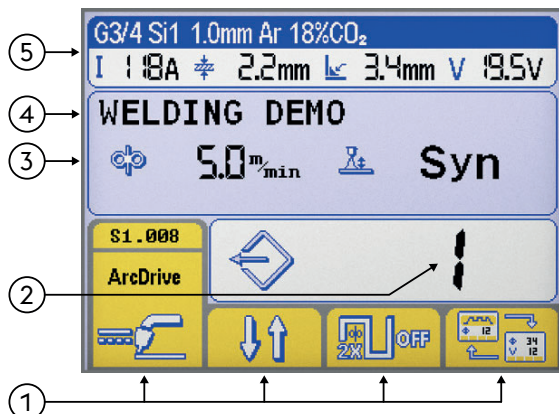 G3/4 Si1 1.0mm Ar 18%CO₂
5
I 118A 2.2mm 3.4mm V 19.5V
4
WELDING DEMO
3
5.0 m/min Syn
S1.008
ArcDrive
2
1
2X OFF
12
34
V 12
1